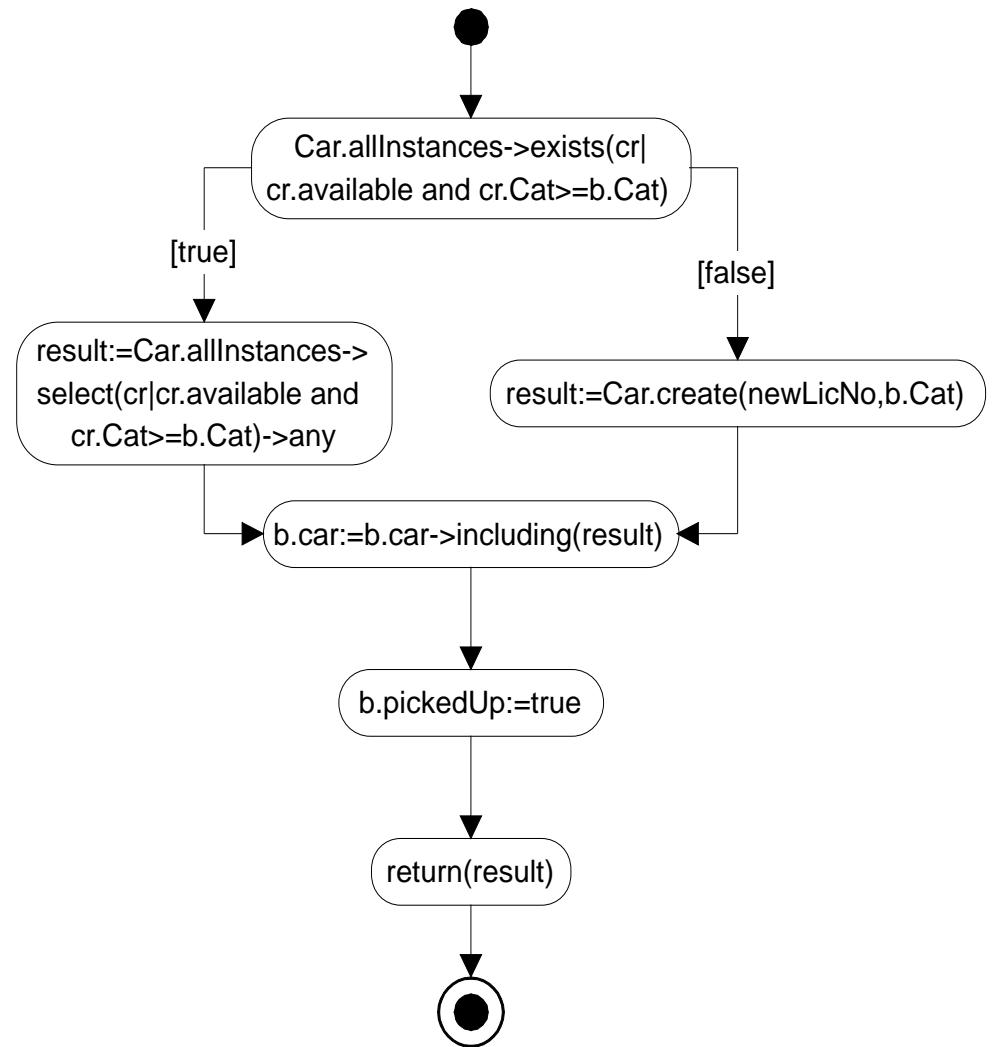 Car.allInstances->exists(cr|
cr.available and cr.Cat>=b.Cat)
[true]
[false]
result:=Car.allInstances->
select(cr|cr.available and
cr.Cat>=b.Cat)->any
result:=Car.create(newLicNo,b.Cat)
b.car:=b.car->including(result)
b.pickedUp:=true
return(result)